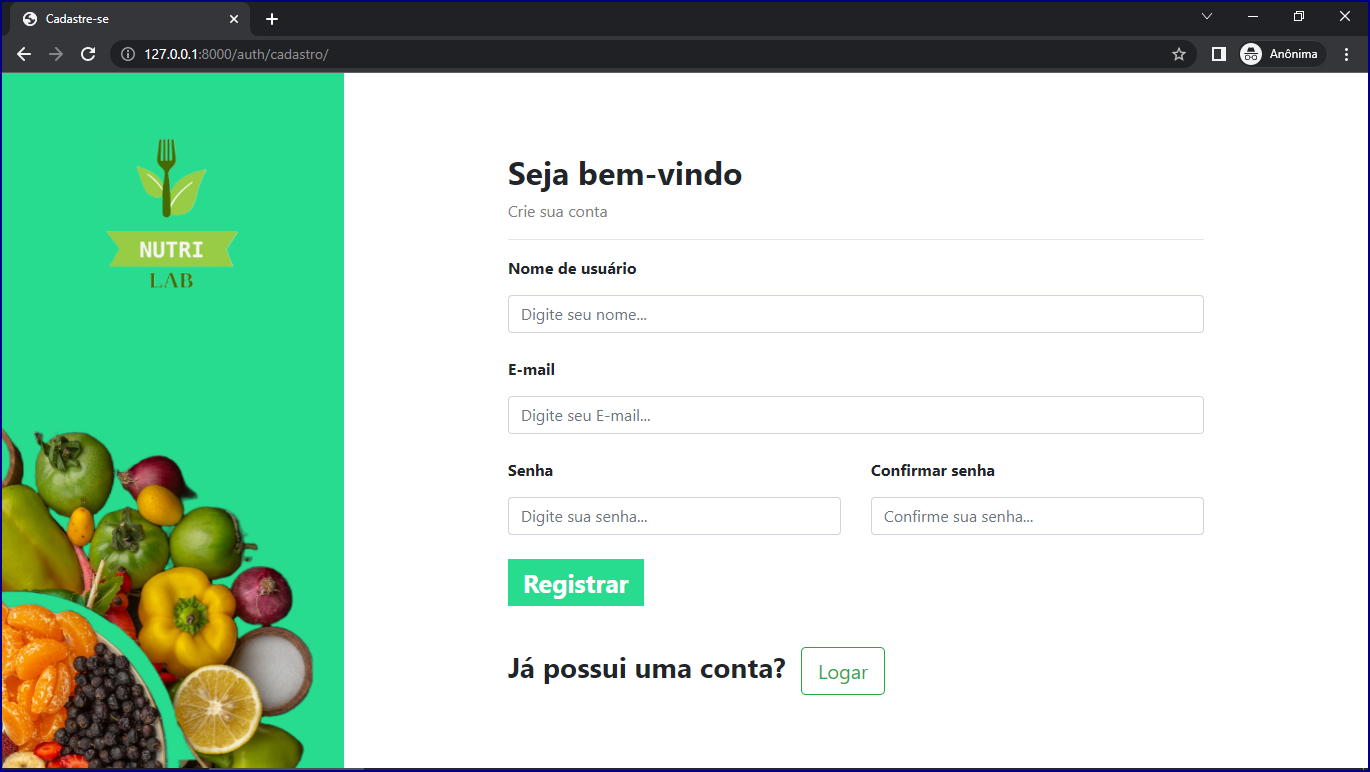 Cadastre-se
127.0.0.1:8000/auth/cadastro/
Anônima
NUTRI
LAB
Seja bem-vindo
Crie sua conta
Nome de usuário
Digite seu nome...
E-mail
Digite seu E-mail...
Senha
Confirmar senha
Digite sua senha...
Confirme sua senha...
Registrar
Já possui uma conta?
Logar